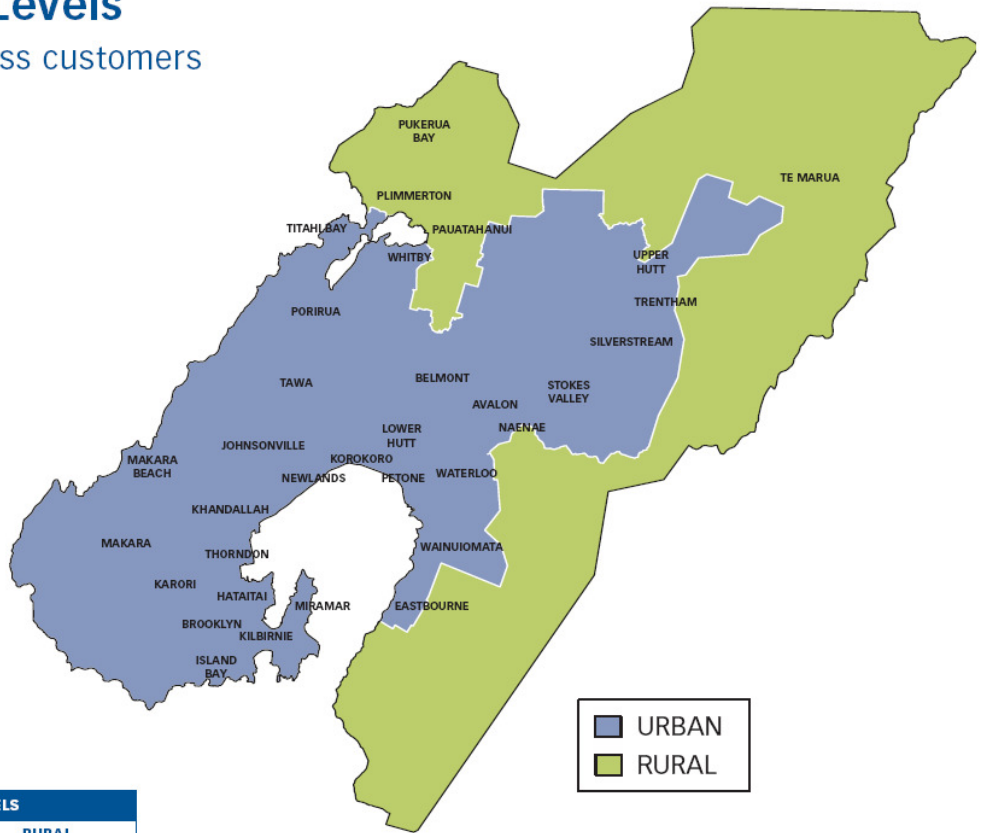 Levels
ss customers
PUKERUA
BAY
TE MARUA
PLIMMERTON
TITAHI BAY
PAUATAHANUI
WHITBY
UPPER
HUTT
TRENTHAM
PORIRUA
SILVERSTREAM
BELMONT
TAWA
STOKES
VALLEY
AVALON
NAENAE
LOWER
HUTT
JOHNSONVILLE
KOROKORO
MAKARA
BEACH
NEWLANDS
PETONE
WATERLOO
KHANDALLAH
MAKARA
WAINUIOMATA
THORNDON
KARORI
HATAITAI
MIRAMAR
EASTBOURNE
BROOKLYN
KILBIRNIE
ISLAND
BAY
URBAN
RURAL
ELS
RURAL